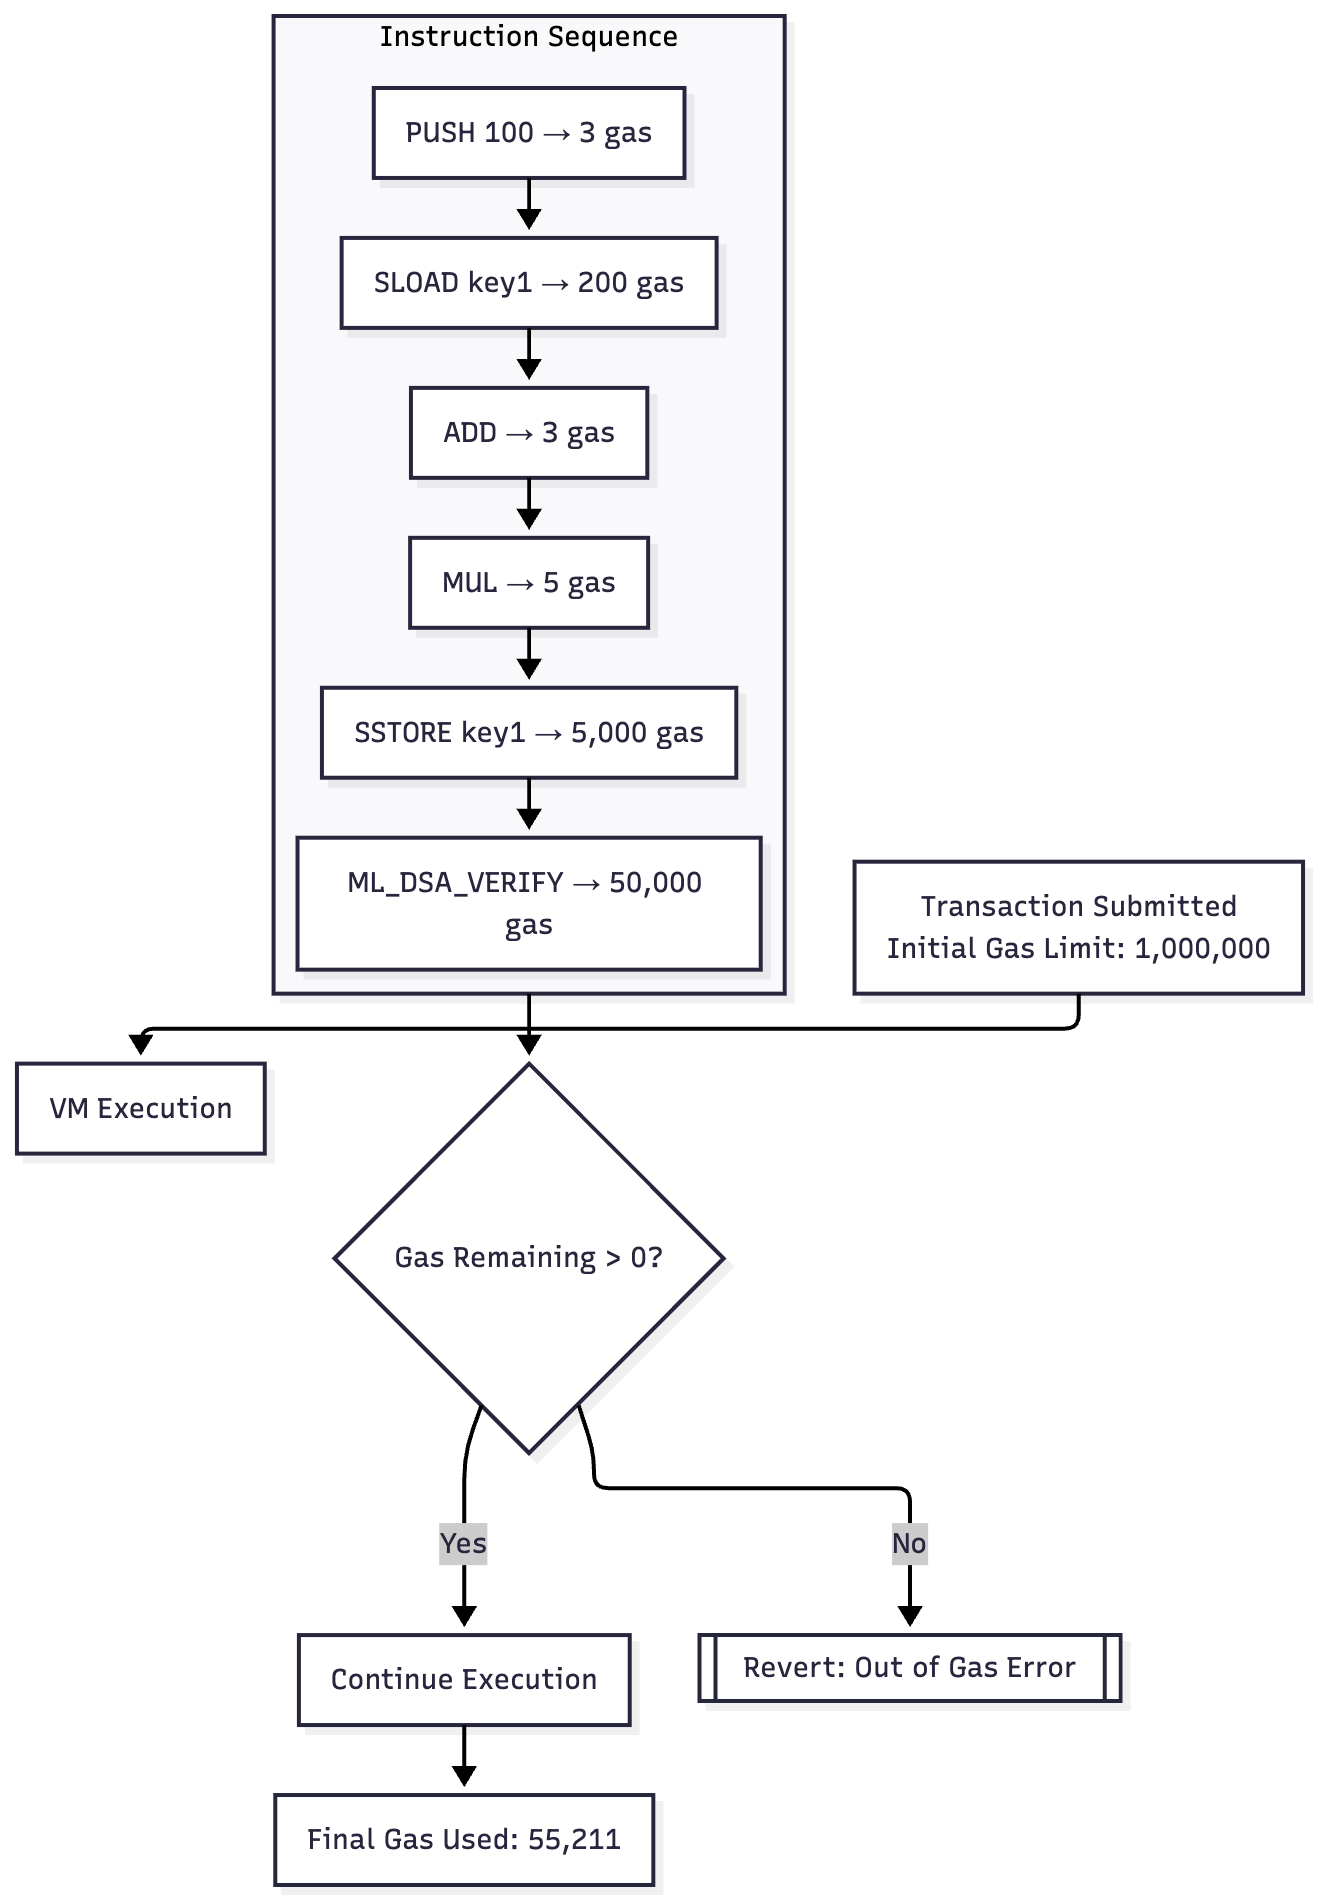 Instruction Sequence
PUSH 100 → 3 gas
SLOAD key1 → 200 gas
ADD → 3 gas
MUL → 5 gas
SSTORE key1 → 5,000 gas
ML_DSA_VERIFY → 50,000
gas
Transaction Submitted
Initial Gas Limit: 1,000,000
VM Execution
Gas Remaining > 0?
Yes
No
Continue Execution
Revert: Out of Gas Error
Final Gas Used: 55,211